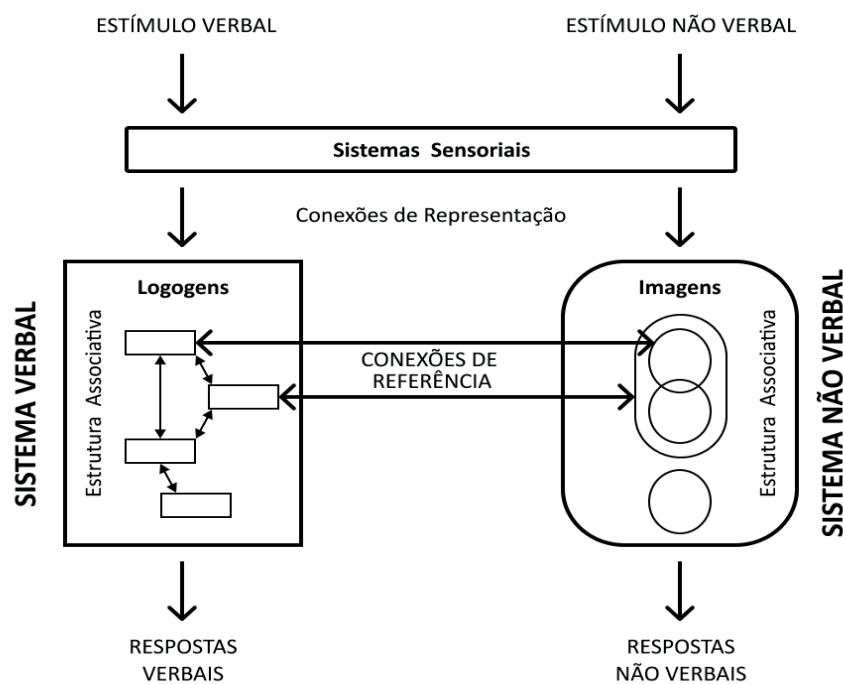 ESTÍMULO VERBAL
ESTÍMULO NÃO VERBAL
Sistemas Sensoriais
Conexões de Representação
SISTEMA VERBAL
Logogens
Estrutura Associativa
CONEXÕES DE
REFERÊNCIA
Imagens
Estrutura Associativa
SISTEMA NÃO VERBAL
RESPOSTAS
VERBAIS
RESPOSTAS
NÃO VERBAIS